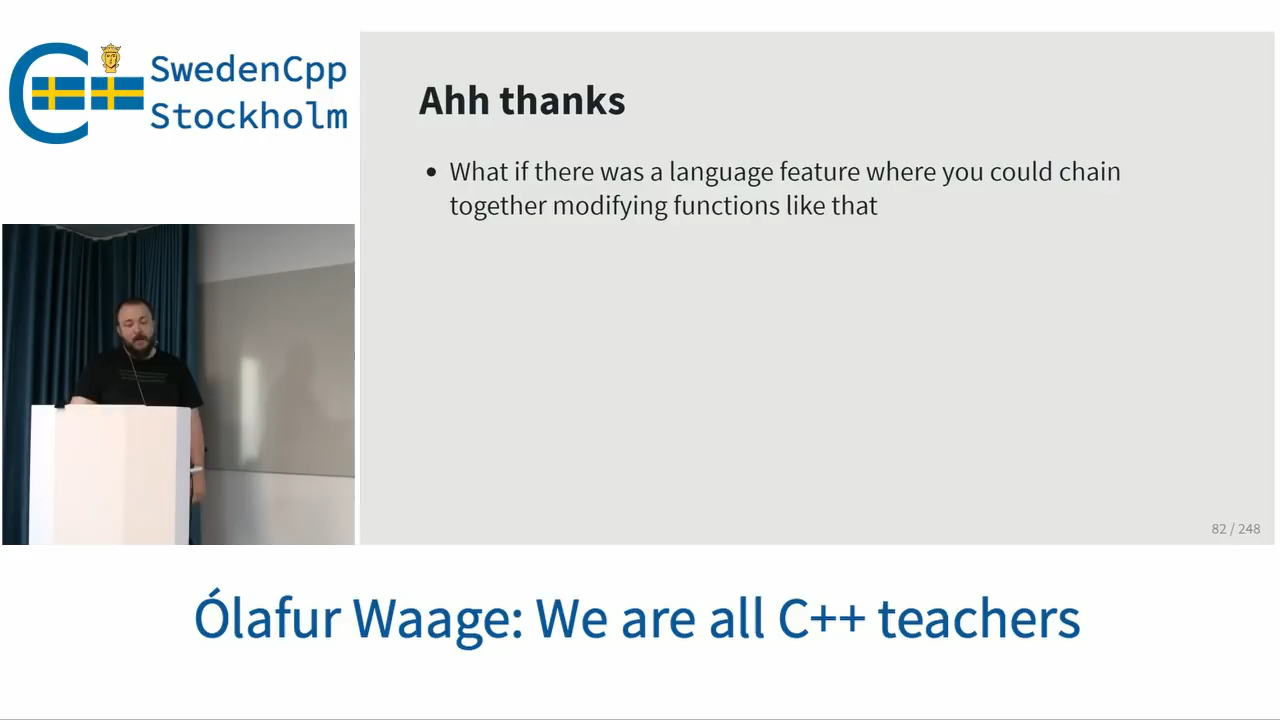 SwedenCpp
Stockholm
Ahh thanks
• What if there was a language feature where you could chain
together modifying functions like that
82 / 248
Ólafur Waage: We are all C++ teachers